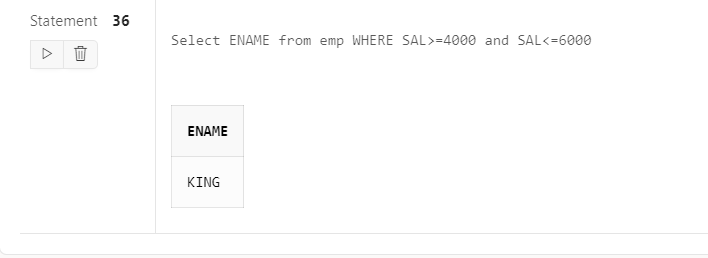 Statement 36
Select ENAME from emp WHERE SAL>=4000 and SAL<=6000
ENAME
KING